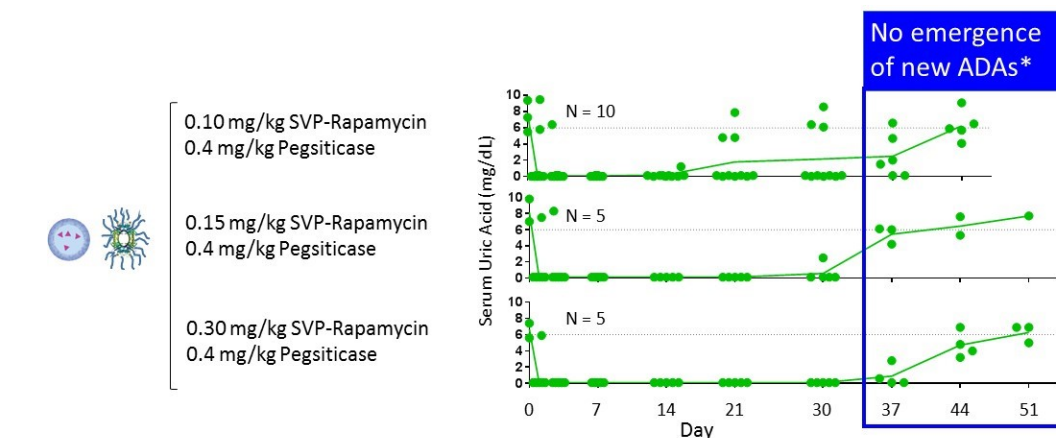 No emergence
of new ADAs*
0.10 mg/kg SVP-Rapamycin
0.4 mg/kg Pegsiticase
0.15 mg/kg SVP-Rapamycin
0.4 mg/kg Pegsiticase
0.30 mg/kg SVP-Rapamycin
0.4 mg/kg Pegsiticase
Serum Uric Acid (mg/dL)
10
8
6
4
2
0
N = 10
10
8
6
4
2
0
N = 5
10
8
6
4
2
0
N = 5
0 7 14 21 30 37 44 51
Day